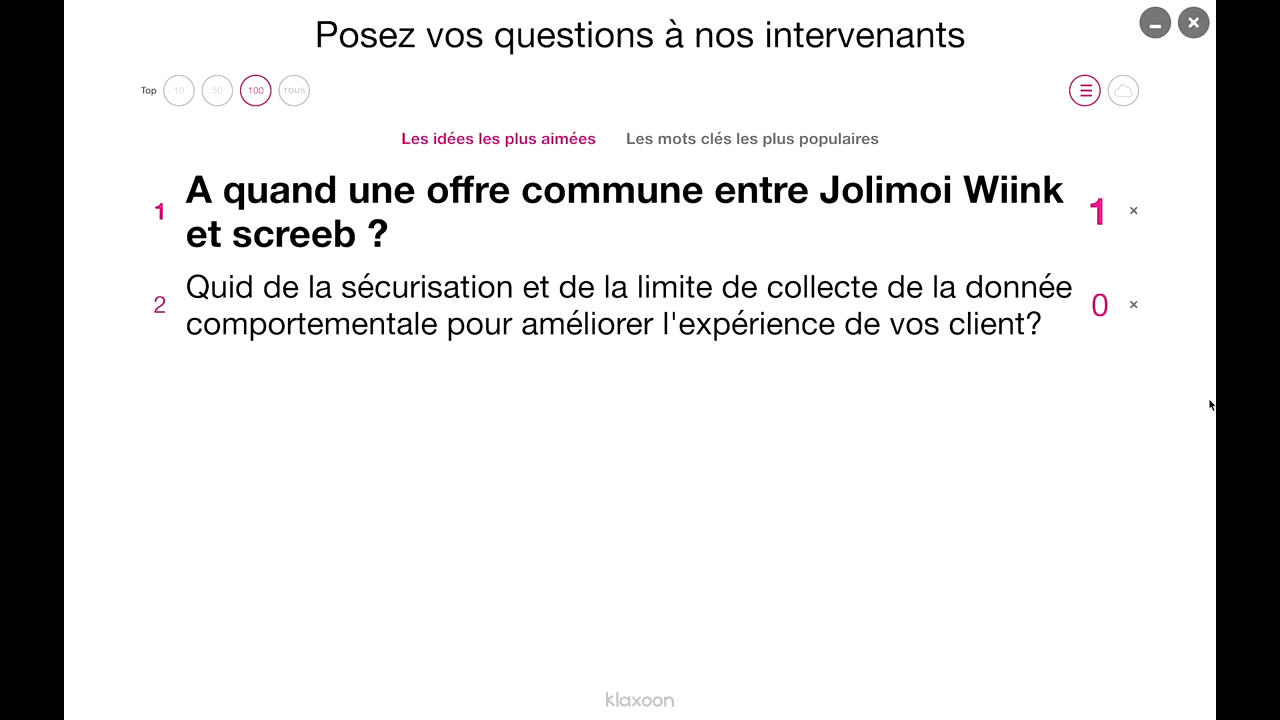 Posez vos questions à nos intervenants
Top 10 50 100 TOUS
Les idées les plus aimées Les mots clés les plus populaires
1 A quand une offre commune entre Jolimoi Wiink 1 ×
et screeb ?
2 Quid de la sécurisation et de la limite de collecte de la donnée 0 ×
comportementale pour améliorer l'expérience de vos client?
klaxoon